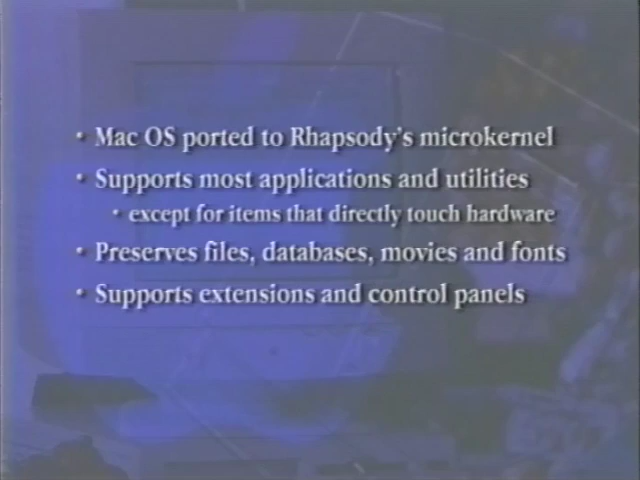 • Mac OS ported to Rhapsody's microkernel
• Supports most applications and utilities
• except for items that directly touch hardware
• Preserves files, databases, movies and fonts
• Supports extensions and control panels